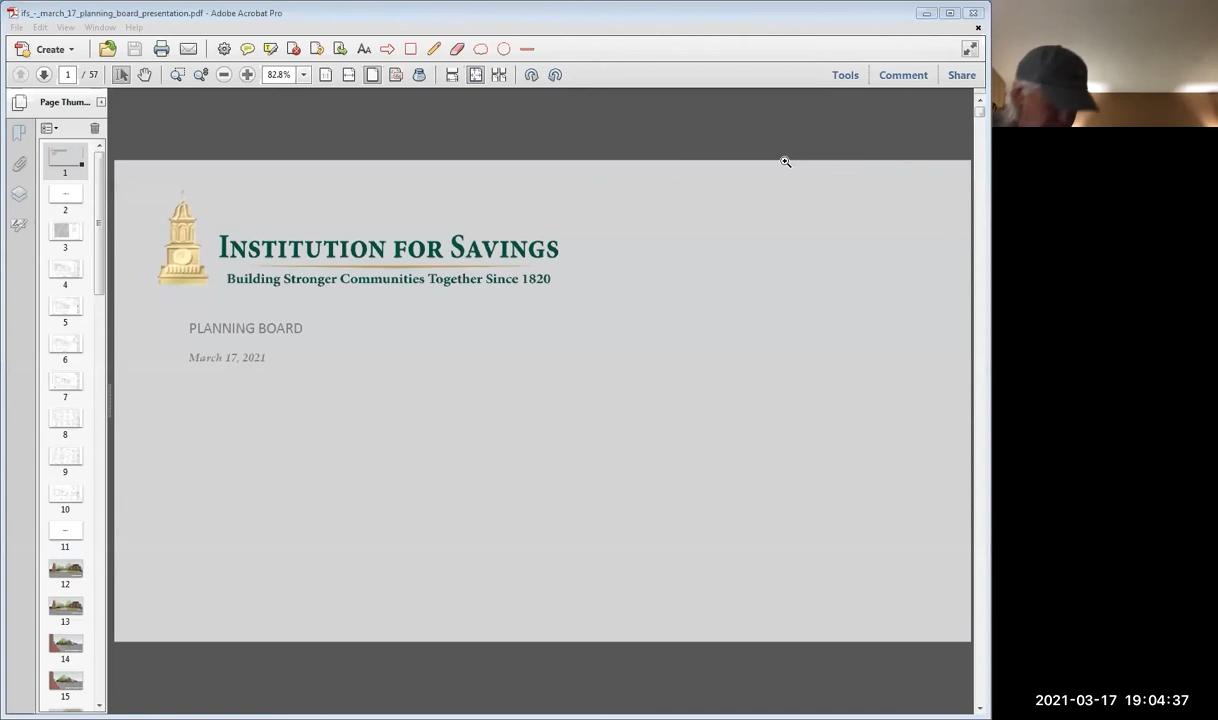 ifs_-_march_17_planning_board_presentation.pdf - Adobe Acrobat Pro
File Edit View Window Help
Create
1 / 57 82.8% Tools Comment Share
Page Thum...
1
2
3
4
5
6
7
8
9
10
11
12
13
14
15
INSTITUTION FOR SAVINGS
Building Stronger Communities Together Since 1820
PLANNING BOARD
March 17, 2021
2021-03-17 19:04:37